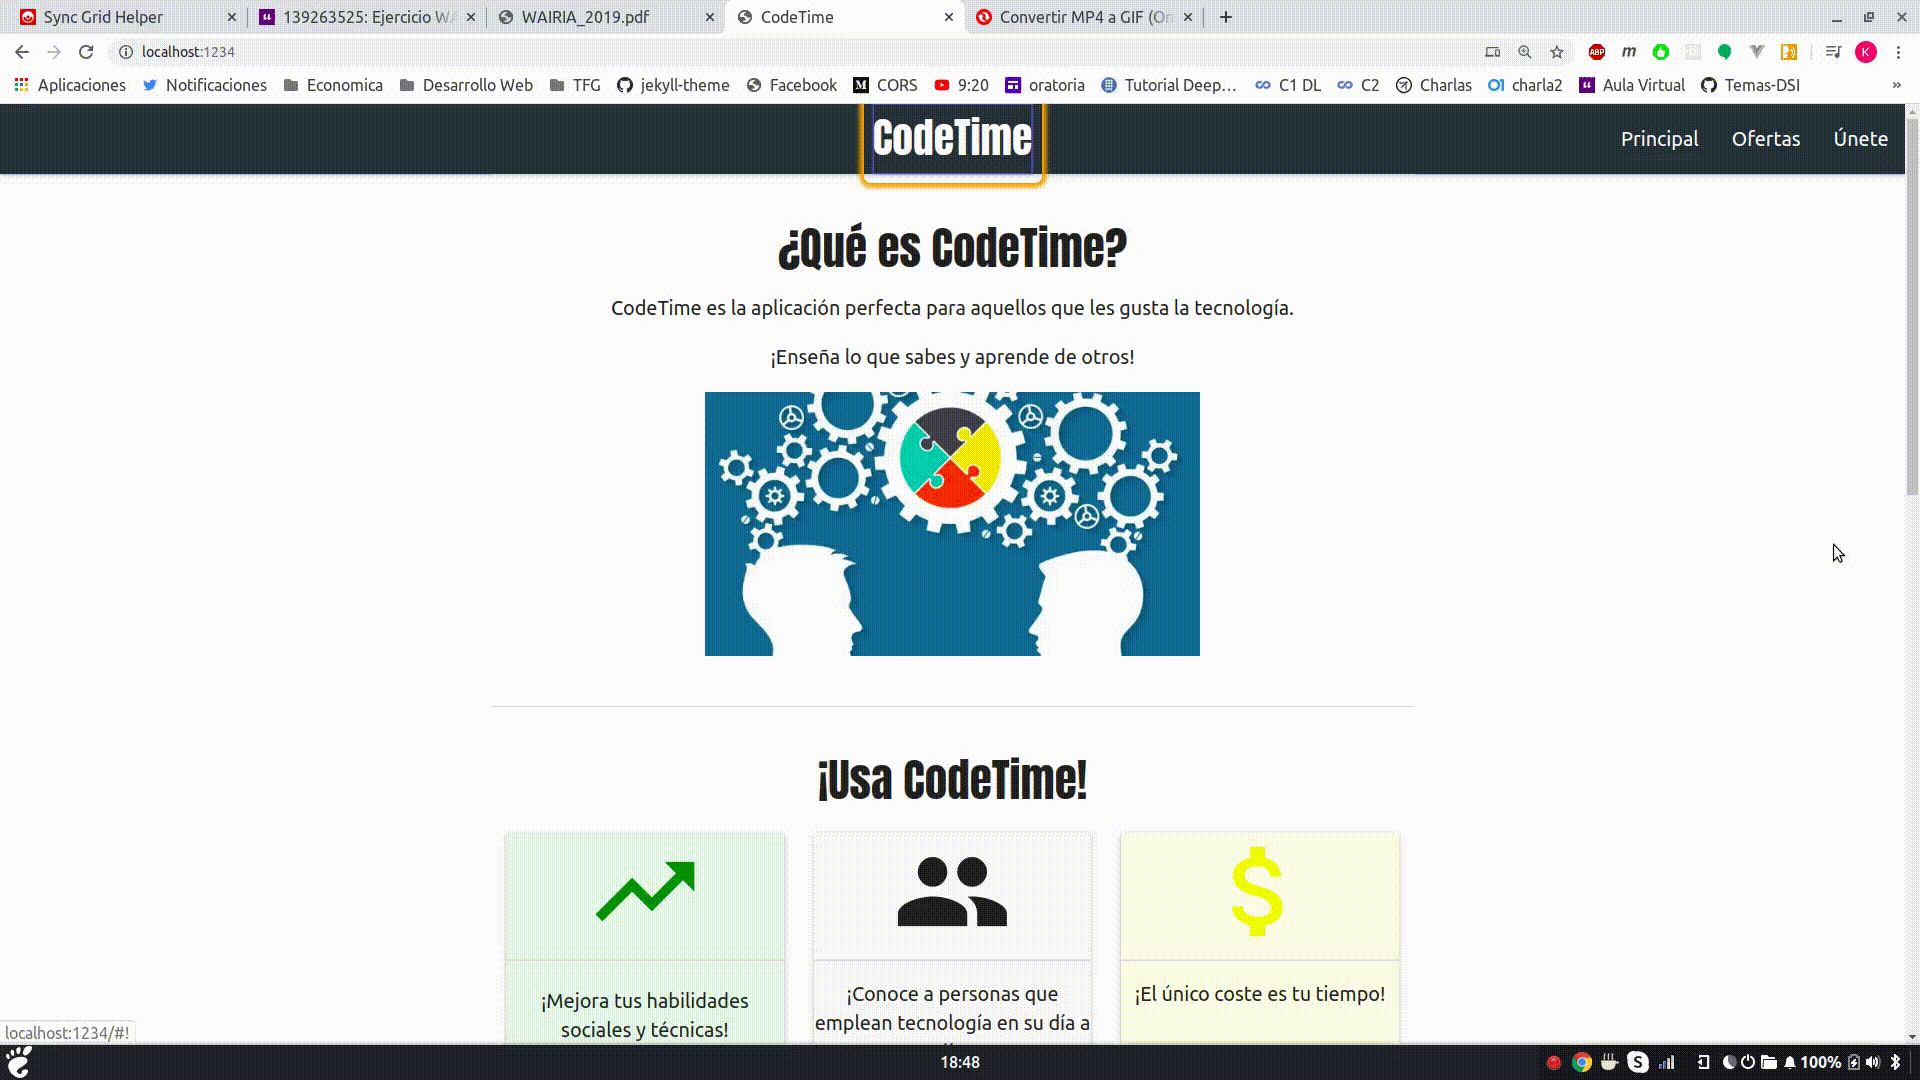 Sync Grid Helper
139263525: Ejercicio WA
WAIRIA_2019.pdf
CodeTime
Convertir MP4 a GIF (On
localhost:1234
ABP
m
K
Aplicaciones
Notificaciones
Economica
Desarrollo Web
TFG
jekyll-theme
Facebook
M
CORS
9:20
oratoria
Tutorial Deep...
C1 DL
C2
Charlas
charla2
Aula Virtual
Temas-DSI
»
CodeTime
Principal
Ofertas
Únete
¿Qué es CodeTime?
CodeTime es la aplicación perfecta para aquellos que les gusta la tecnología.
¡Enseña lo que sabes y aprende de otros!
¡Usa CodeTime!
$
¡Mejora tus habilidades
sociales y técnicas!
¡Conoce a personas que
emplean tecnología en su día a
¡El único coste es tu tiempo!
localhost:1234/#!
18:48
100%